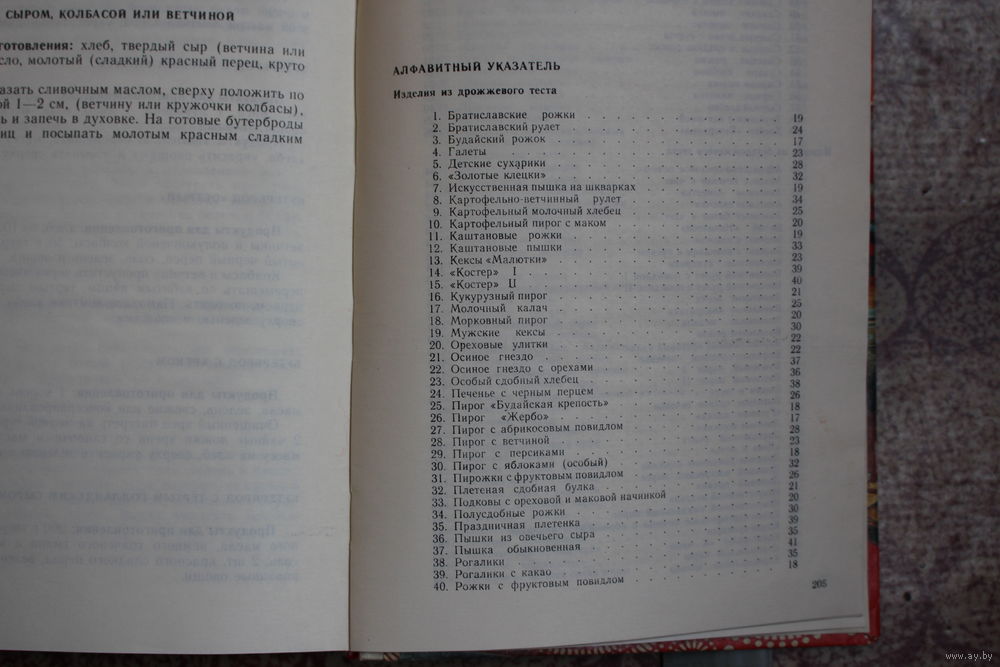 СЫРОМ, КОЛБАСОЙ ИЛИ ВЕТЧИНОЙ
готовления: хлеб, твердый сыр (ветчина или
сло, молотый (сладкий) красный перец, круто
азать сливочным маслом, сверху положить по
ой 1—2 см, (ветчину или кружочки колбасы),
ь и запечь в духовке. На готовые бутерброды
иц и посыпать молотым красным сладким
АЛФАВИТНЫЙ УКАЗАТЕЛЬ
Изделия из дрожжевого теста
1. Братиславские рожки . . . 19
2. Братиславский рулет . . . 24
3. Будайский рожок . . . 17
4. Галеты . . . 23
5. Детские сухарики . . . 28
6. «Золотые клецки» . . . 32
7. Искусственная пышка на шкварках . . . 19
8. Картофельно-ветчинный рулет . . . 34
9. Картофельный молочный хлебец . . . 25
10. Картофельный пирог с маком . . . 20
11. Каштановые рожки . . . 19
12. Каштановые пышки . . . 33
13. Кексы «Малютки» . . . 23
14. «Костер» I . . . 39
15. «Костер» II . . . 40
16. Кукурузный пирог . . . 21
17. Молочный калач . . . 25
18. Морковный пирог . . . 20
19. Мужские кексы . . . 30
20. Ореховые улитки . . . 22
21. Осиное гнездо . . . 22
22. Осиное гнездо с орехами . . . 37
23. Особый сдобный хлебец . . . 36
24. Печенье с черным перцем . . . 38
25. Пирог «Будайская крепость» . . . 26
26. Пирог «Жербо» . . . 18
27. Пирог с абрикосовым повидлом . . . 17
28. Пирог с ветчиной . . . 28
29. Пирог с персиками . . . 23
30. Пирог с яблоками (особый) . . . 18
31. Пирожки с фруктовым повидлом . . . 32
32. Плетеная сдобная булка . . . 26
33. Подковы с ореховой и маковой начинкой . . . 21
34. Полусдобные рожки . . . 20
35. Праздничная плетенка . . . 30
36. Пышки из овечьего сыра . . . 39
37. Пышка обыкновенная . . . 35
38. Рогалики . . . 41
39. Рогалики с какао . . . 35
40. Рожки с фруктовым повидлом . . . 18
205
www.ay.by